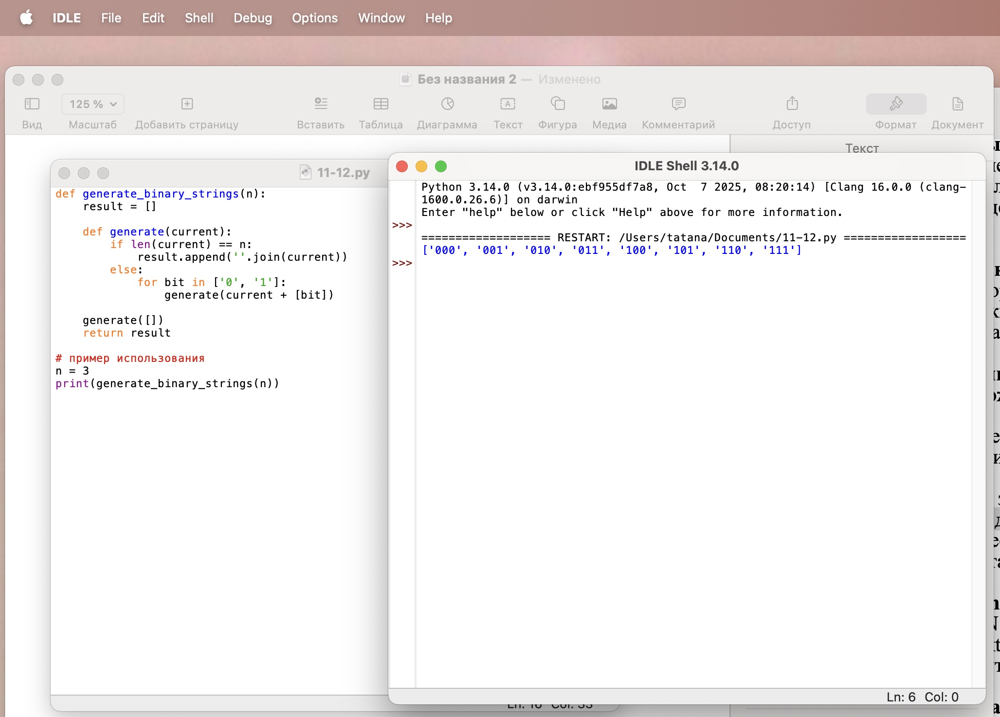 IDLE File Edit Shell Debug Options Window Help
Без названия 2 — Изменено
125 %
Вид Масштаб Добавить страницу Вставить Таблица Диаграмма Текст Фигура Медиа Комментарий Доступ Формат Документ
Текст
11-12.py
def generate_binary_strings(n):
    result = []
    def generate(current):
        if len(current) == n:
            result.append(''.join(current))
        else:
            for bit in ['0', '1']:
                generate(current + [bit])
    generate([])
    return result
# пример использования
n = 3
print(generate_binary_strings(n))
IDLE Shell 3.14.0
Python 3.14.0 (v3.14.0:ebf955df7a8, Oct  7 2025, 08:20:14) [Clang 16.0.0 (clang-
1600.0.26.6)] on darwin
Enter "help" below or click "Help" above for more information.
>>>
=================== RESTART: /Users/tatana/Documents/11-12.py ==================
['000', '001', '010', '011', '100', '101', '110', '111']
>>>
Ln: 6 Col: 0